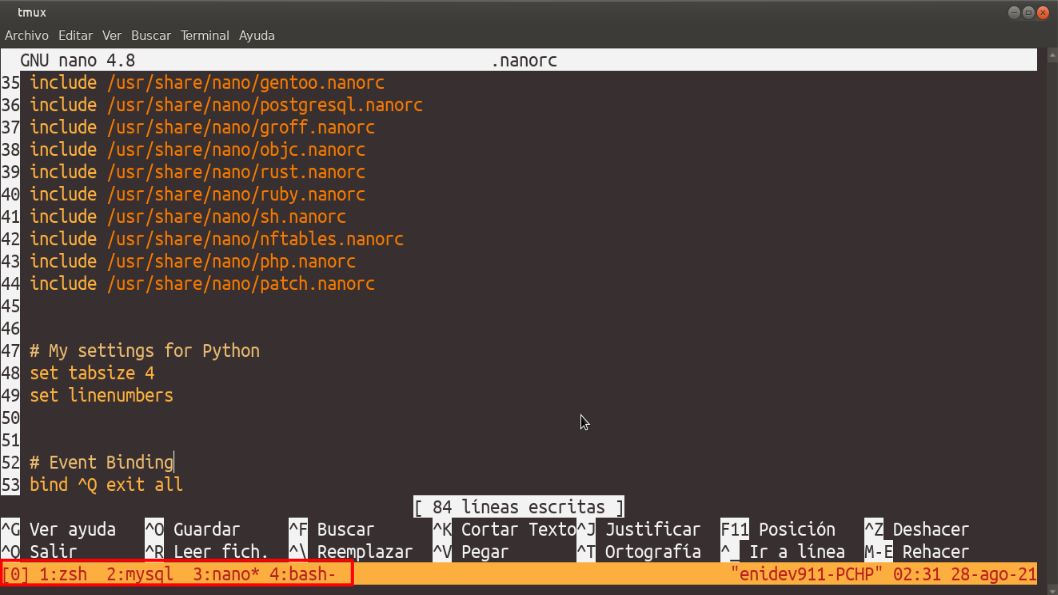 tmux
Archivo Editar Ver Buscar Terminal Ayuda
GNU nano 4.8 .nanorc
35 include /usr/share/nano/gentoo.nanorc
36 include /usr/share/nano/postgresql.nanorc
37 include /usr/share/nano/groff.nanorc
38 include /usr/share/nano/objc.nanorc
39 include /usr/share/nano/rust.nanorc
40 include /usr/share/nano/ruby.nanorc
41 include /usr/share/nano/sh.nanorc
42 include /usr/share/nano/nftables.nanorc
43 include /usr/share/nano/php.nanorc
44 include /usr/share/nano/patch.nanorc
45
46
47 # My settings for Python
48 set tabsize 4
49 set linenumbers
50
51
52 # Event Binding
53 bind ^Q exit all
[ 84 líneas escritas ]
^G Ver ayuda ^O Guardar ^F Buscar ^K Cortar Texto^J Justificar F11 Posición ^Z Deshacer
^Q Salir ^R Leer fich. ^\ Reemplazar ^V Pegar ^T Ortografía ^_ Ir a línea M-E Rehacer
[0] 1:zsh 2:mysql 3:nano* 4:bash- "enidev911-PCHP" 02:31 28-ago-21